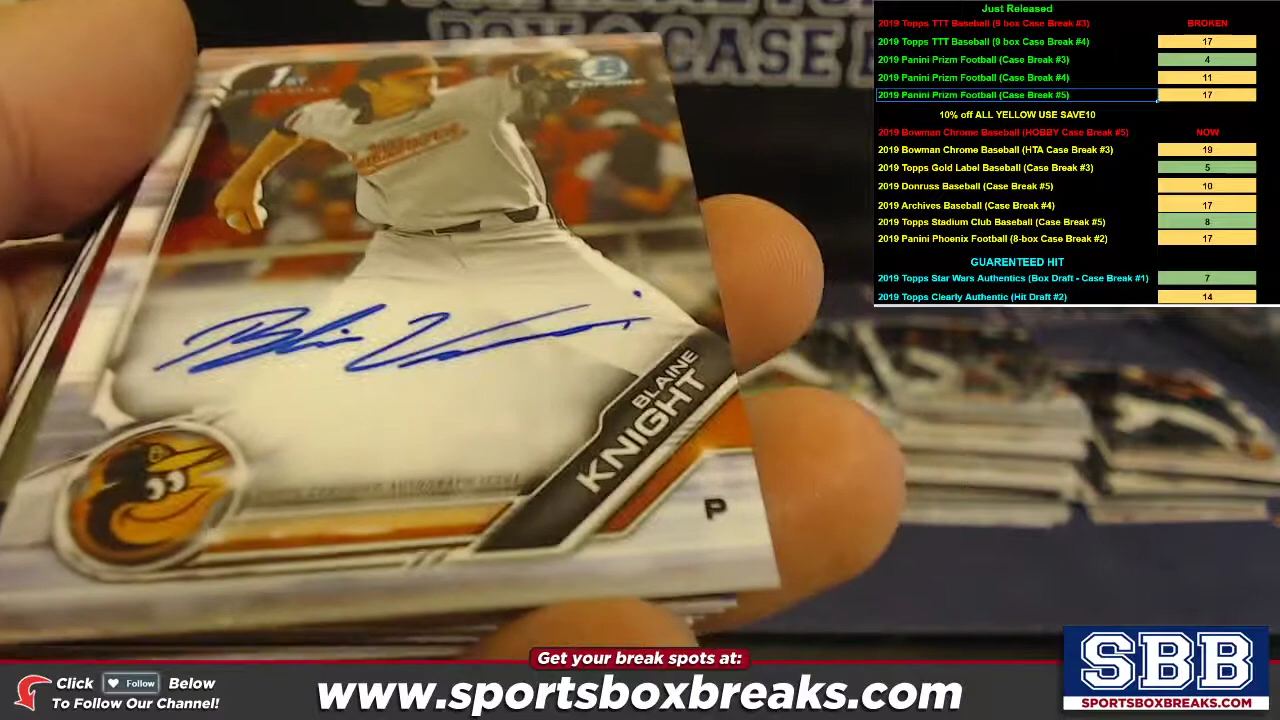 Just Released
2019 Topps TTT Baseball (9 box Case Break #3) BROKEN
2019 Topps TTT Baseball (9 box Case Break #4) 17
2019 Panini Prizm Football (Case Break #3) 4
2019 Panini Prizm Football (Case Break #4) 11
2019 Panini Prizm Football (Case Break #5) 17
10% off ALL YELLOW USE SAVE10
2019 Bowman Chrome Baseball (HOBBY Case Break #5) NOW
2019 Bowman Chrome Baseball (HTA Case Break #3) 19
2019 Topps Gold Label Baseball (Case Break #3) 5
2019 Donruss Baseball (Case Break #5) 10
2019 Archives Baseball (Case Break #4) 17
2019 Topps Stadium Club Baseball (Case Break #5) 8
2019 Panini Phoenix Football (8-box Case Break #2) 17
GUARENTEED HIT
2019 Topps Star Wars Authentics (Box Draft - Case Break #1) 7
2019 Topps Clearly Authentic (Hit Draft #2) 14
BOX & CASE
1ST
BOWMAN
B
CHROME
BLAINE
KNIGHT
CERTIFIED AUTOGRAPH ISSUE
P
Get your break spots at:
Click Follow Below
To Follow Our Channel!
www.sportsboxbreaks.com
SBB
SPORTSBOXBREAKS.COM